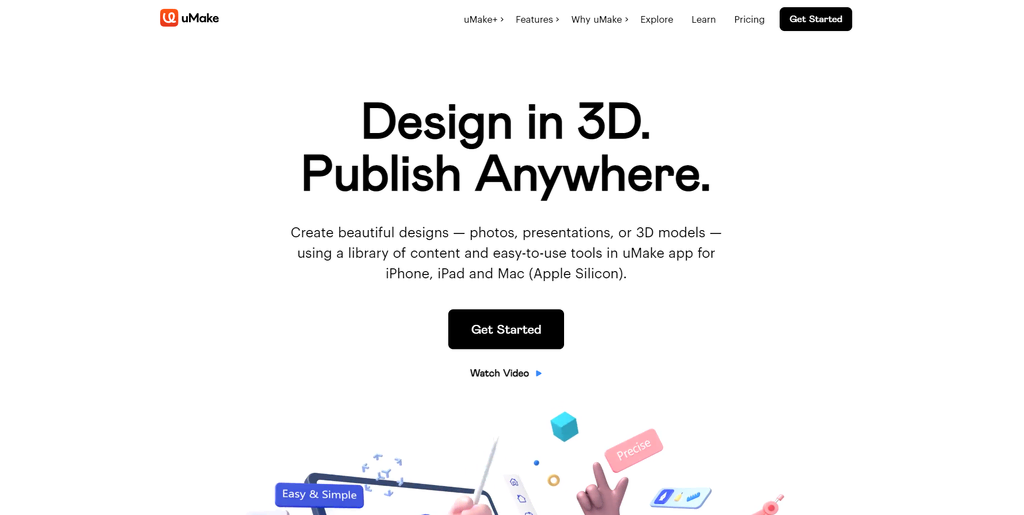 uMake
uMake+ Features Why uMake Explore Learn Pricing Get Started
Design in 3D.
Publish Anywhere.
Create beautiful designs — photos, presentations, or 3D models —
using a library of content and easy-to-use tools in uMake app for
iPhone, iPad and Mac (Apple Silicon).
Get Started
Watch Video
Precise
Easy & Simple